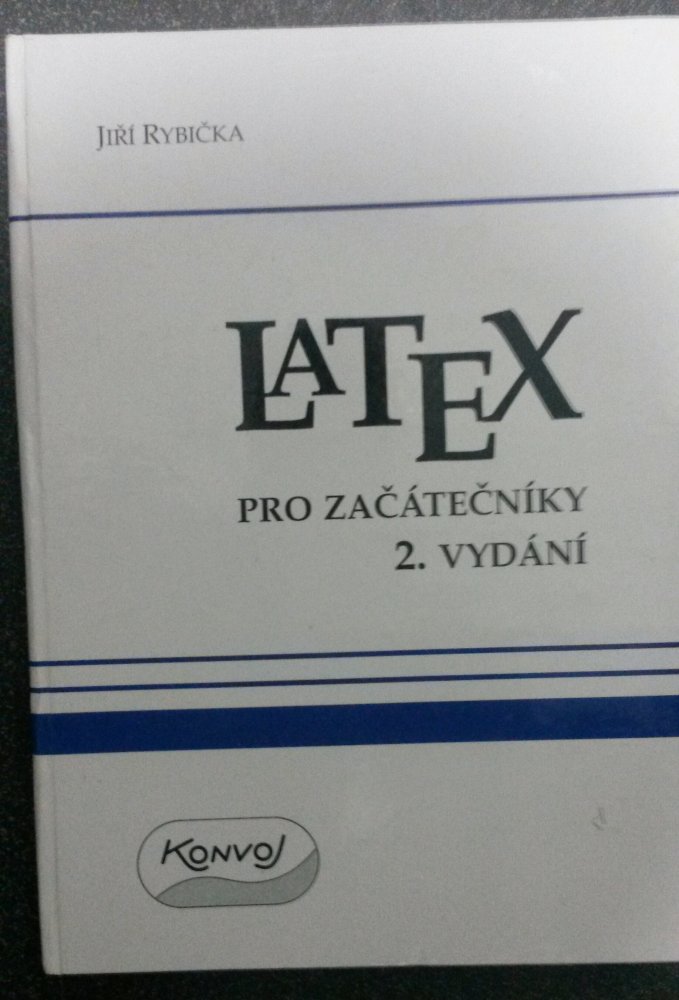 Jiří Rybička
LATEX
PRO ZAČÁTEČNÍKY
2. VYDÁNÍ
KONVOJ